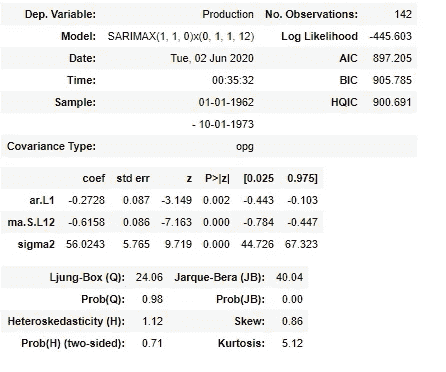 Dep. Variable: Production No. Observations: 142
Model: SARIMAX(1, 1, 0)x(0, 1, 1, 12) Log Likelihood -445.603
Date: Tue, 02 Jun 2020 AIC 897.205
Time: 00:35:32 BIC 905.785
Sample: 01-01-1962 HQIC 900.691
- 10-01-1973
Covariance Type: opg
coef std err z P>|z| [0.025 0.975]
ar.L1 -0.2728 0.087 -3.149 0.002 -0.443 -0.103
ma.S.L12 -0.6158 0.086 -7.163 0.000 -0.784 -0.447
sigma2 56.0243 5.765 9.719 0.000 44.726 67.323
Ljung-Box (Q): 24.06 Jarque-Bera (JB): 40.04
Prob(Q): 0.98 Prob(JB): 0.00
Heteroskedasticity (H): 1.12 Skew: 0.86
Prob(H) (two-sided): 0.71 Kurtosis: 5.12